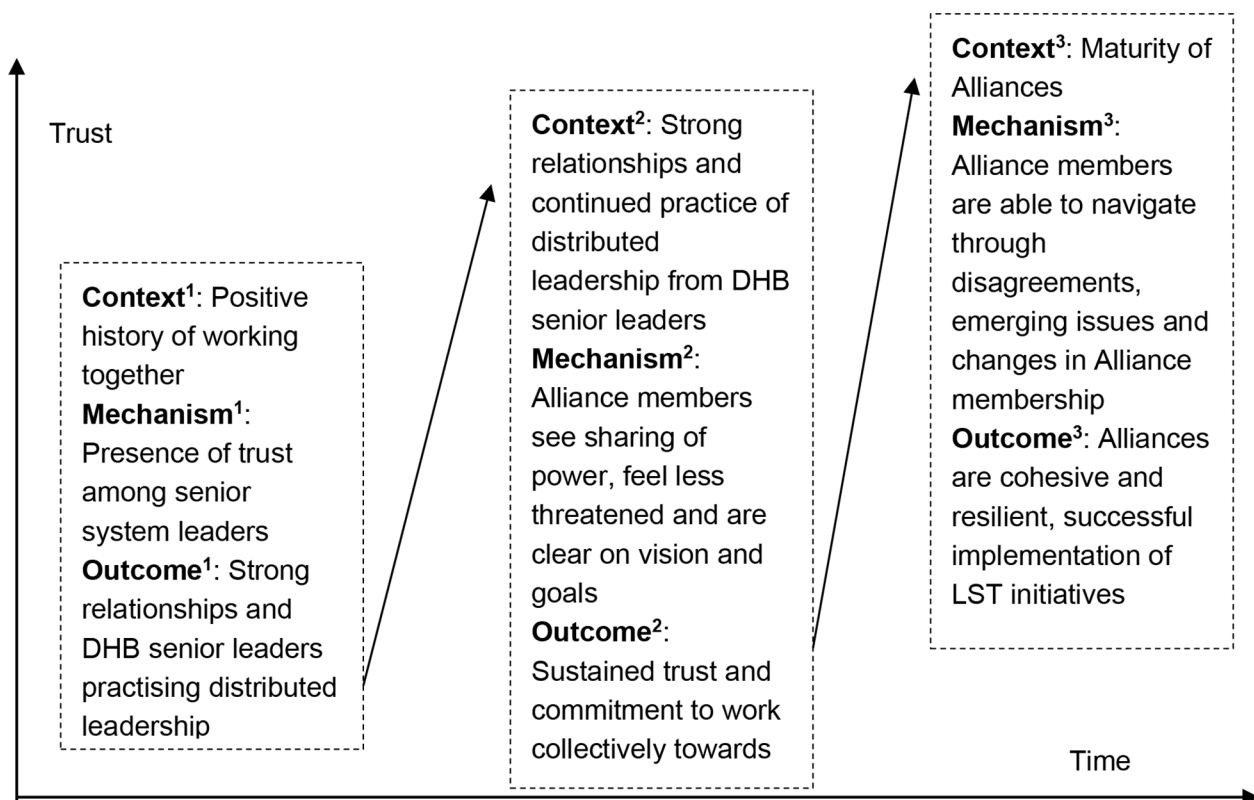 Trust
Context¹: Positive
history of working
together
Mechanism¹:
Presence of trust
among senior
system leaders
Outcome¹: Strong
relationships and
DHB senior leaders
practising distributed
leadership
Context²: Strong
relationships and
continued practice of
distributed
leadership from DHB
senior leaders
Mechanism²:
Alliance members
see sharing of
power, feel less
threatened and are
clear on vision and
goals
Outcome²:
Sustained trust and
commitment to work
collectively towards
Context³: Maturity of
Alliances
Mechanism³:
Alliance members
are able to navigate
through
disagreements,
emerging issues and
changes in Alliance
membership
Outcome³: Alliances
are cohesive and
resilient, successful
implementation of
LST initiatives
Time